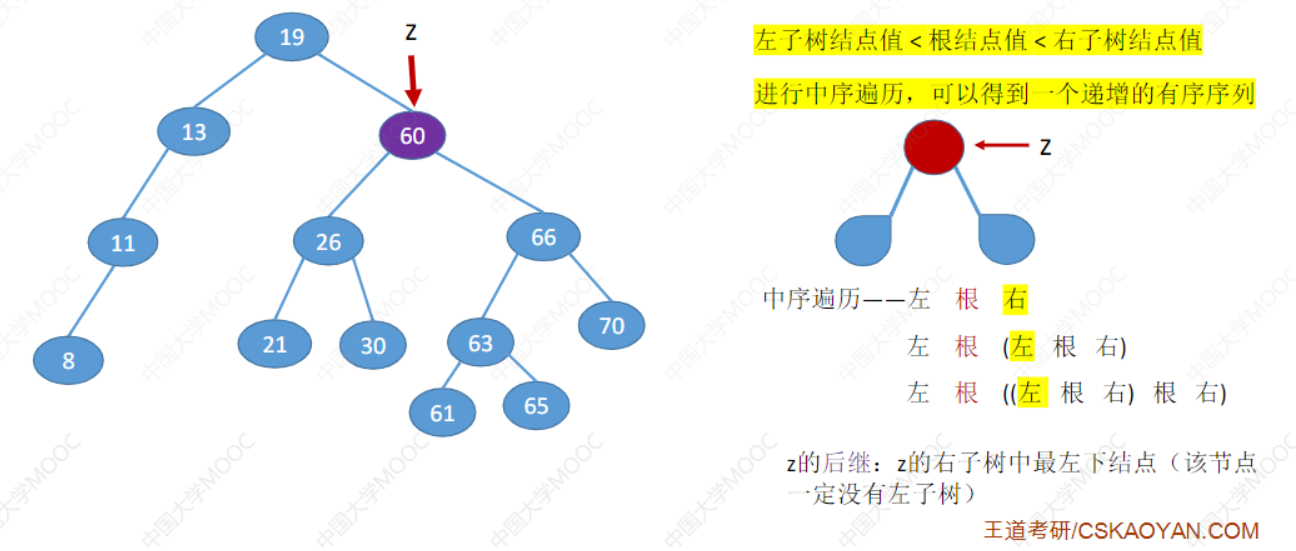 19
z
13
60
11
26
66
8
21
30
63
70
61
65
左子树结点值 < 根结点值 < 右子树结点值
进行中序遍历，可以得到一个递增的有序序列
z
中序遍历——左 根 右
左 根 (左 根 右)
左 根 ((左 根 右) 根 右)
z的后继：z的右子树中最左下结点（该节点
一定没有左子树）
王道考研/CSKAOYAN.COM
中国大学MOOC